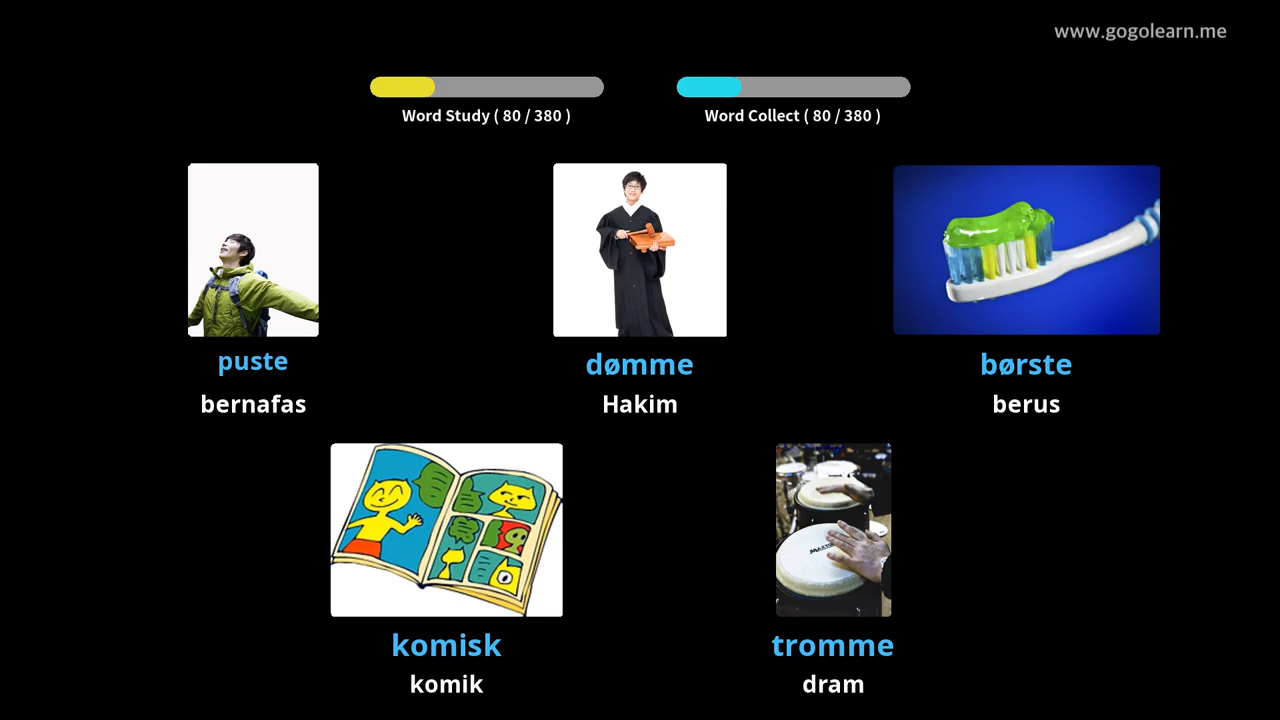 www.gogolearn.me
Word Study ( 80 / 380 )
Word Collect ( 80 / 380 )
puste
bernafas
dømme
Hakim
børste
berus
komisk
komik
tromme
dram